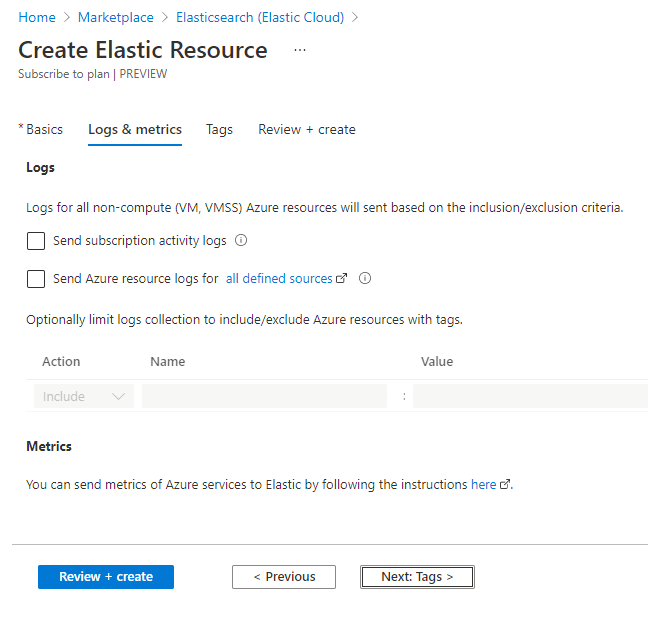 Home > Marketplace > Elasticsearch (Elastic Cloud) >
Create Elastic Resource ...
Subscribe to plan | PREVIEW
* Basics Logs & metrics Tags Review + create
Logs
Logs for all non-compute (VM, VMSS) Azure resources will sent based on the inclusion/exclusion criteria.
Send subscription activity logs
Send Azure resource logs for all defined sources
Optionally limit logs collection to include/exclude Azure resources with tags.
Action Name Value
Include :
Metrics
You can send metrics of Azure services to Elastic by following the instructions here.
Review + create < Previous Next: Tags >